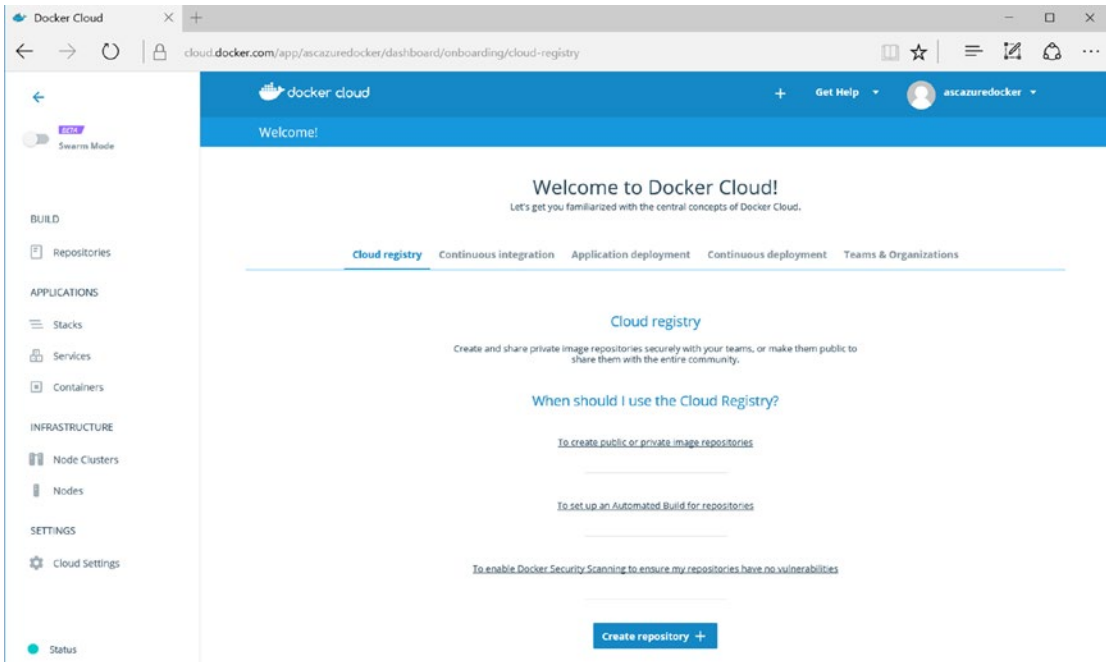 Docker Cloud
cloud.docker.com/app/ascazuredocker/dashboard/onboarding/cloud-registry
docker cloud
Get Help
ascazuredocker
BETA
Swarm Mode
Welcome!
BUILD
Repositories
APPLICATIONS
Stacks
Services
Containers
INFRASTRUCTURE
Node Clusters
Nodes
SETTINGS
Cloud Settings
Status
Welcome to Docker Cloud!
Let's get you familiarized with the central concepts of Docker Cloud.
Cloud registry Continuous integration Application deployment Continuous deployment Teams & Organizations
Cloud registry
Create and share private image repositories securely with your teams, or make them public to
share them with the entire community.
When should I use the Cloud Registry?
To create public or private image repositories
To set up an Automated Build for repositories
To enable Docker Security Scanning to ensure my repositories have no vulnerabilities
Create repository +